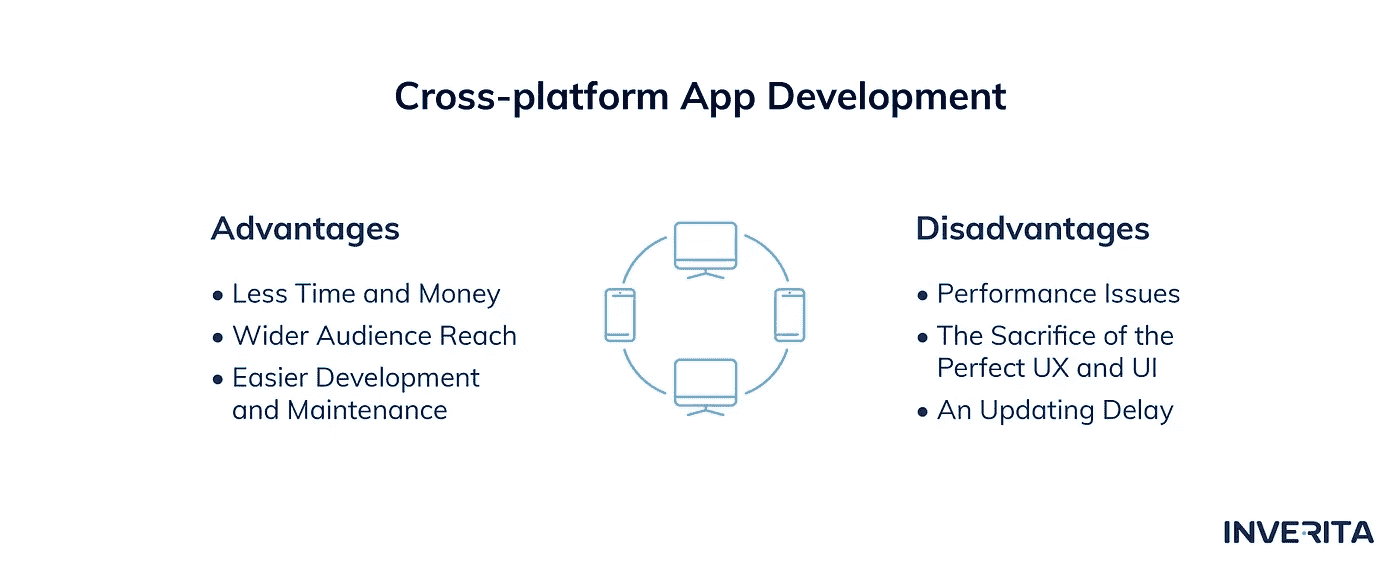 Cross-platform App Development
Advantages
• Less Time and Money
• Wider Audience Reach
• Easier Development
and Maintenance
Disadvantages
• Performance Issues
• The Sacrifice of the
Perfect UX and UI
• An Updating Delay
INVERITA